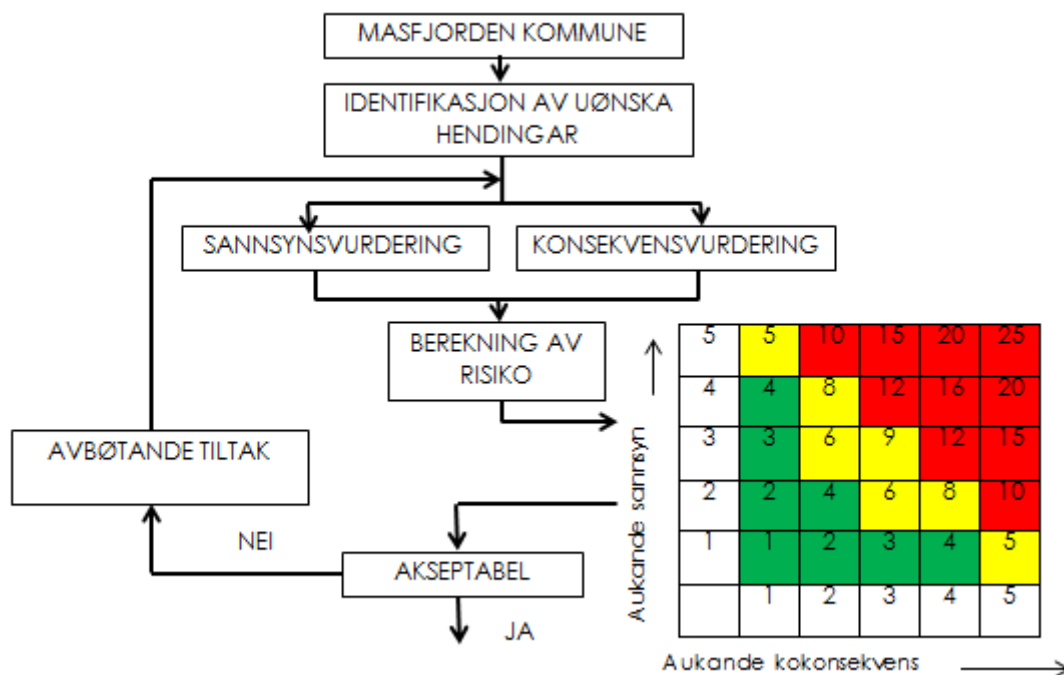 MASFJORDEN KOMMUNE
IDENTIFIKASJON AV UØNSKA
HENDINGAR
SANNSYNSVURDERING
KONSEKVENSVURDERING
BEREKNING AV
RISIKO
AVBØTANDE TILTAK
NEI
AKSEPTABEL
JA
Aukande sannsyn
5 5 10 15 20 25
4 4 8 12 16 20
3 3 6 9 12 15
2 2 4 6 8 10
1 1 2 3 4 5
1 2 3 4 5
Aukande kokonsekvens